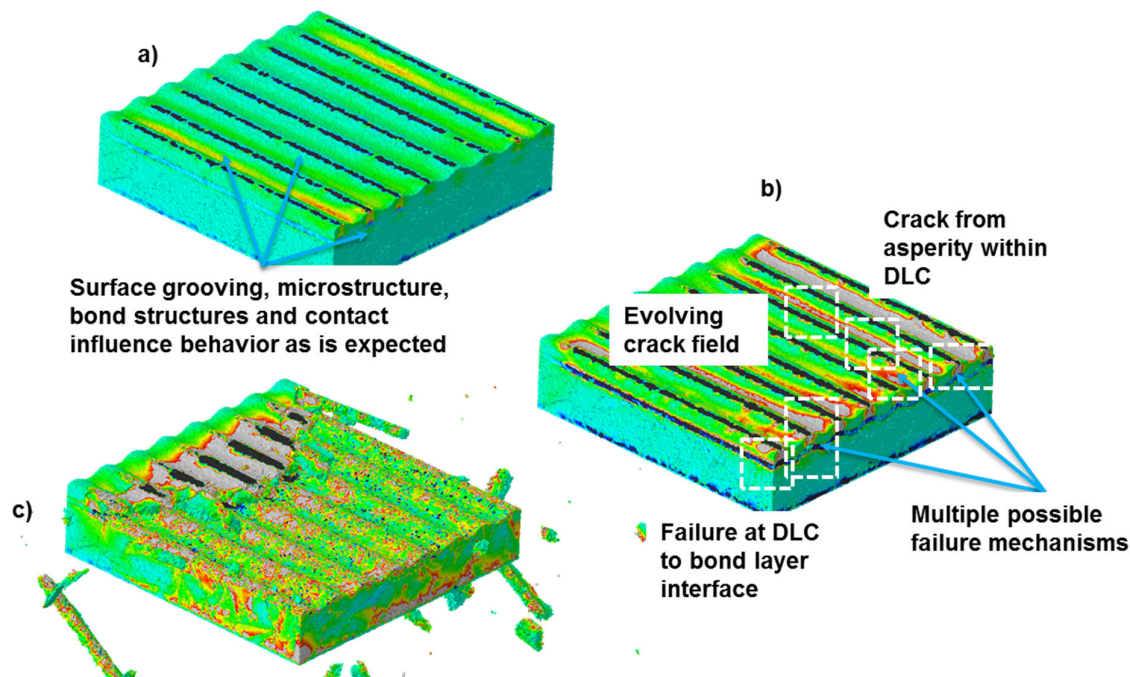 a)
Surface grooving, microstructure,
bond structures and contact
influence behavior as is expected
b)
Crack from
asperity within
DLC
Evolving
crack field
Multiple possible
failure mechanisms
Failure at DLC
to bond layer
interface
c)